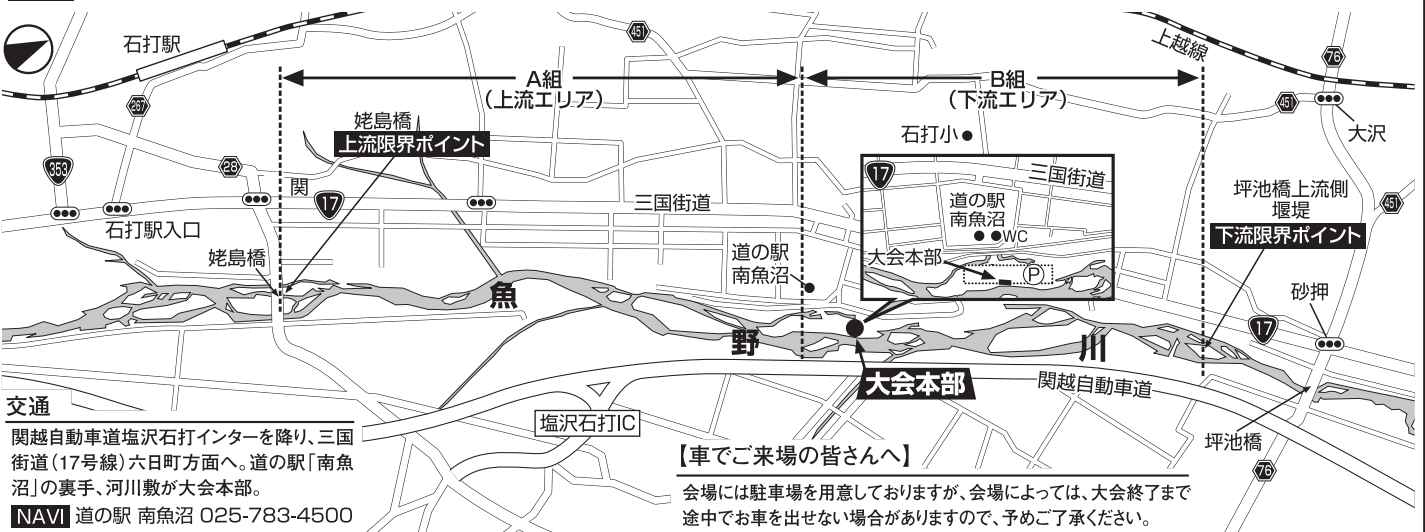 石打駅
451
上越線
76
A組
(上流エリア)
B組
(下流エリア)
267
451
大沢
姥島橋
上流限界ポイント
石打小
353
28
関
17
三国街道
17
三国街道
道の駅
南魚沼
WC
大会本部
P
坪池橋上流側
堰堤
下流限界ポイント
451
石打駅入口
姥島橋
道の駅
南魚沼
砂押
17
魚
野
川
大会本部
関越自動車道
塩沢石打IC
坪池橋
76
交通
関越自動車道塩沢石打インターを降り、三国
街道(17号線)六日町方面へ。道の駅「南魚
沼」の裏手、河川敷が大会本部。
NAVI 道の駅 南魚沼 025-783-4500
【車でご来場の皆さんへ】
会場には駐車場を用意しておりますが、会場によっては、大会終了まで
途中でお車を出せない場合がありますので、予めご了承ください。